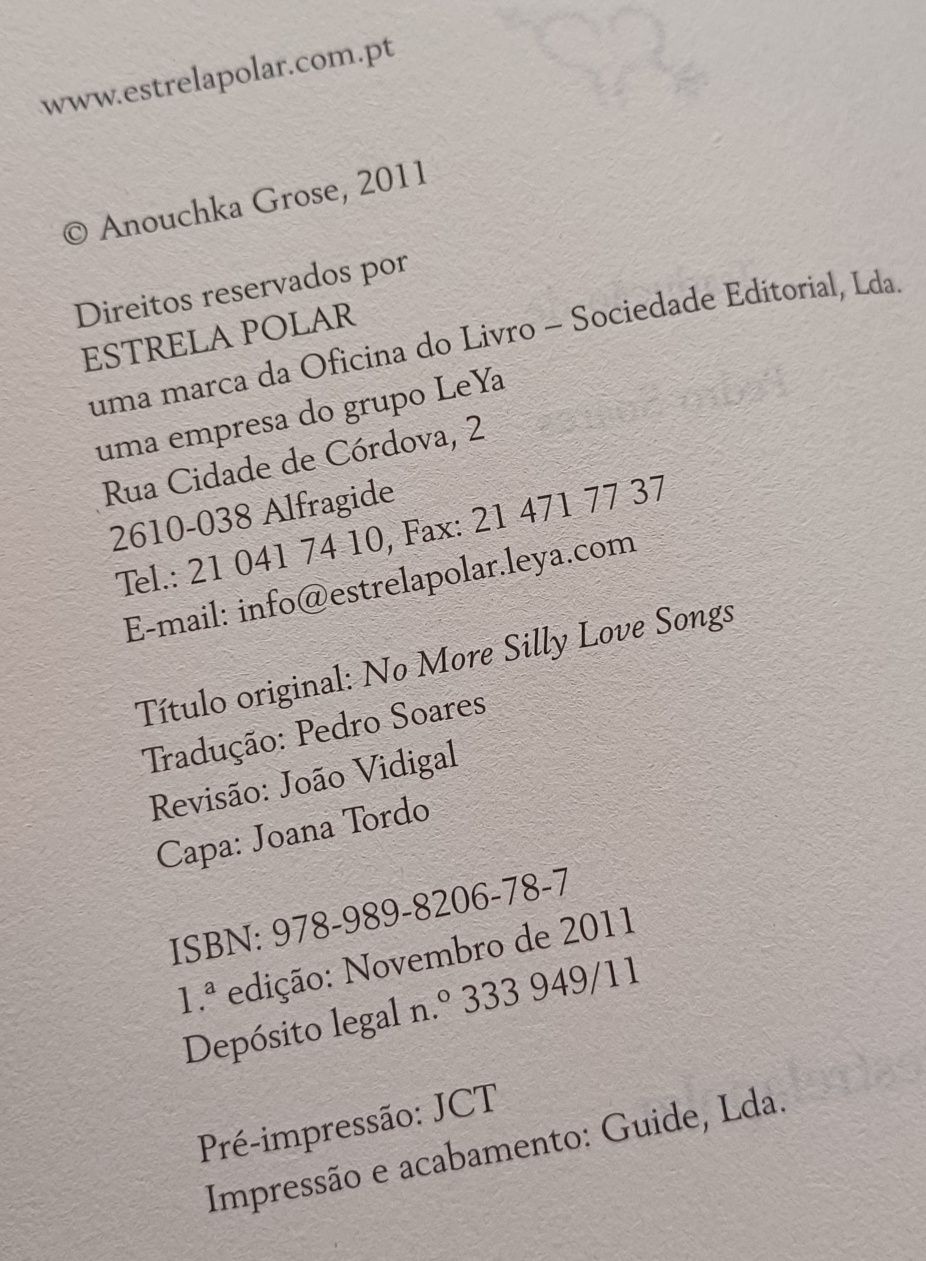 www.estrelapolar.com.pt
© Anouchka Grose, 2011
Direitos reservados por
ESTRELA POLAR
uma marca da Oficina do Livro – Sociedade Editorial, Lda.
uma empresa do grupo LeYa
Rua Cidade de Córdova, 2
2610-038 Alfragide
Tel.: 21 041 74 10, Fax: 21 471 77 37
E-mail: info@estrelapolar.leya.com
Título original: No More Silly Love Songs
Tradução: Pedro Soares
Revisão: João Vidigal
Capa: Joana Tordo
ISBN: 978-989-8206-78-7
1.ª edição: Novembro de 2011
Depósito legal n.º 333 949/11
Pré-impressão: JCT
Impressão e acabamento: Guide, Lda.